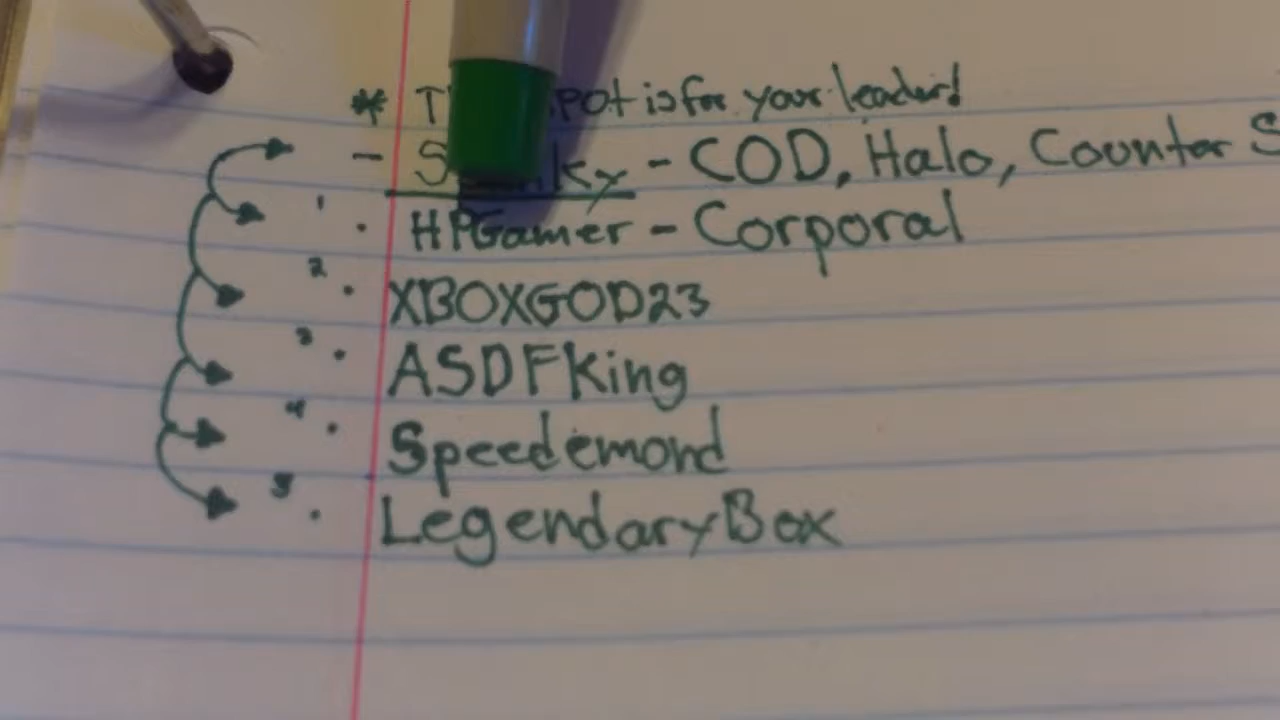 * T pot is for your leader!
- S ky - COD, Halo, Counter S
1 . HPGamer - Corporal
2 . XBOXGOD23
3 . ASDFKing
4 . Speedemond
5 . LegendaryBox